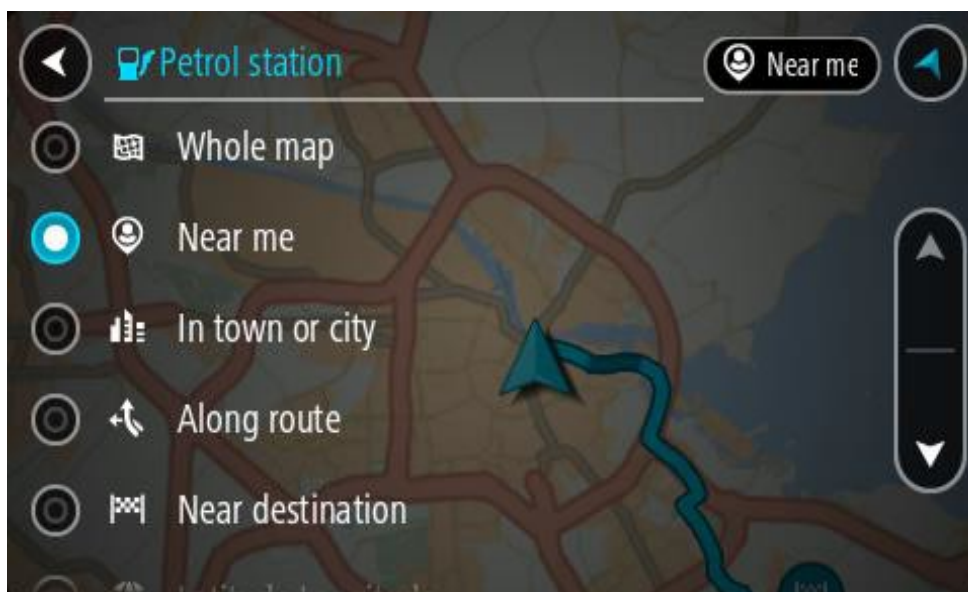 Petrol station
Near me
Whole map
Near me
In town or city
Along route
Near destination